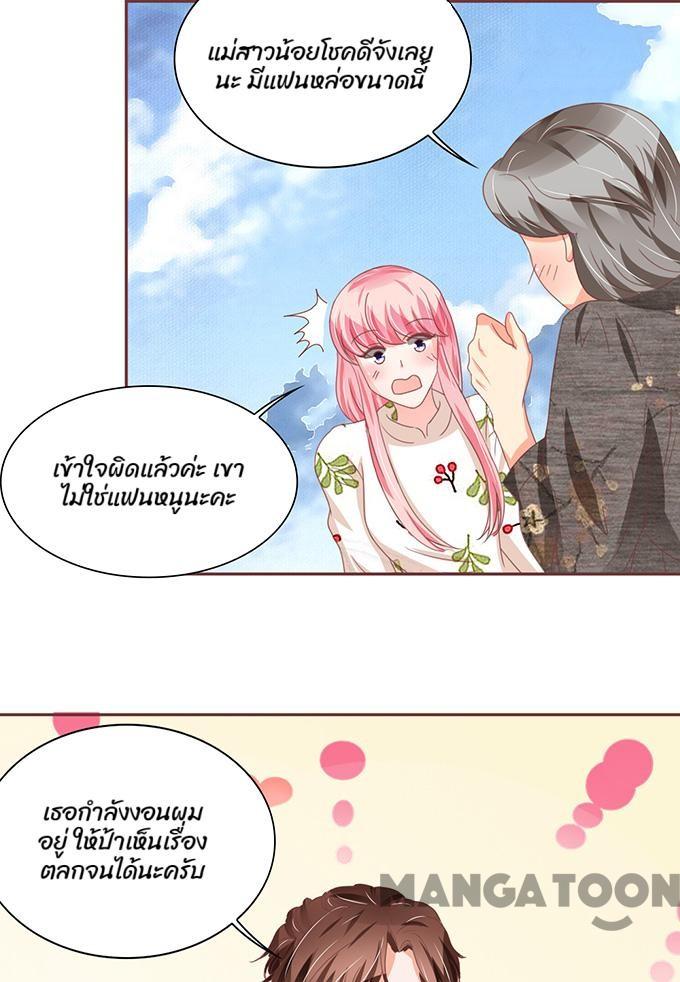 แม่สาวน้อยโชคดีจังเลย
นะ มีแฟนหล่อขนาดนี้
เข้าใจผิดแล้วค่ะ เขา
ไม่ใช่แฟนหนูนะคะ
เธอกำลังงอนผม
อยู่ ให้ป้าเห็นเรื่อง
ตลกจนได้นะครับ
MANGATOON